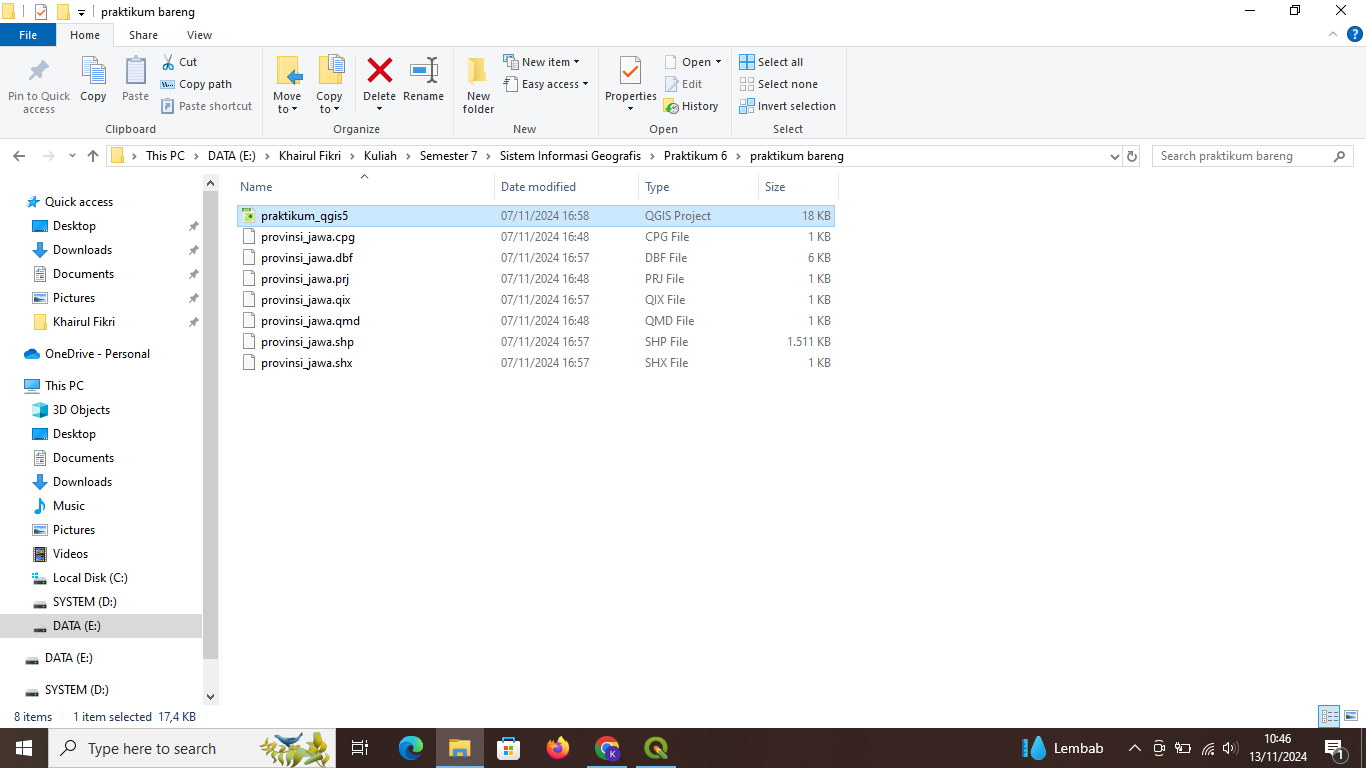 praktikum bareng
File Home Share View
Pin to Quick access
Copy
Paste
Cut
Copy path
Paste shortcut
Clipboard
Move to
Copy to
Delete
Rename
Organize
New folder
New item
Easy access
New
Properties
Open
Edit
History
Open
Select all
Select none
Invert selection
Select
This PC > DATA (E:) > Khairul Fikri > Kuliah > Semester 7 > Sistem Informasi Geografis > Praktikum 6 > praktikum bareng
Search praktikum bareng
Quick access
Desktop
Downloads
Documents
Pictures
Khairul Fikri
OneDrive - Personal
This PC
3D Objects
Desktop
Documents
Downloads
Music
Pictures
Videos
Local Disk (C:)
SYSTEM (D:)
DATA (E:)
DATA (E:)
SYSTEM (D:)
Name Date modified Type Size
praktikum_qgis5 07/11/2024 16:58 QGIS Project 18 KB
provinsi_jawa.cpg 07/11/2024 16:48 CPG File 1 KB
provinsi_jawa.dbf 07/11/2024 16:57 DBF File 6 KB
provinsi_jawa.prj 07/11/2024 16:48 PRJ File 1 KB
provinsi_jawa.qix 07/11/2024 16:57 QIX File 1 KB
provinsi_jawa.qmd 07/11/2024 16:48 QMD File 1 KB
provinsi_jawa.shp 07/11/2024 16:57 SHP File 1.511 KB
provinsi_jawa.shx 07/11/2024 16:57 SHX File 1 KB
8 items 1 item selected 17,4 KB
Type here to search
K
Lembab
10:46
13/11/2024
1